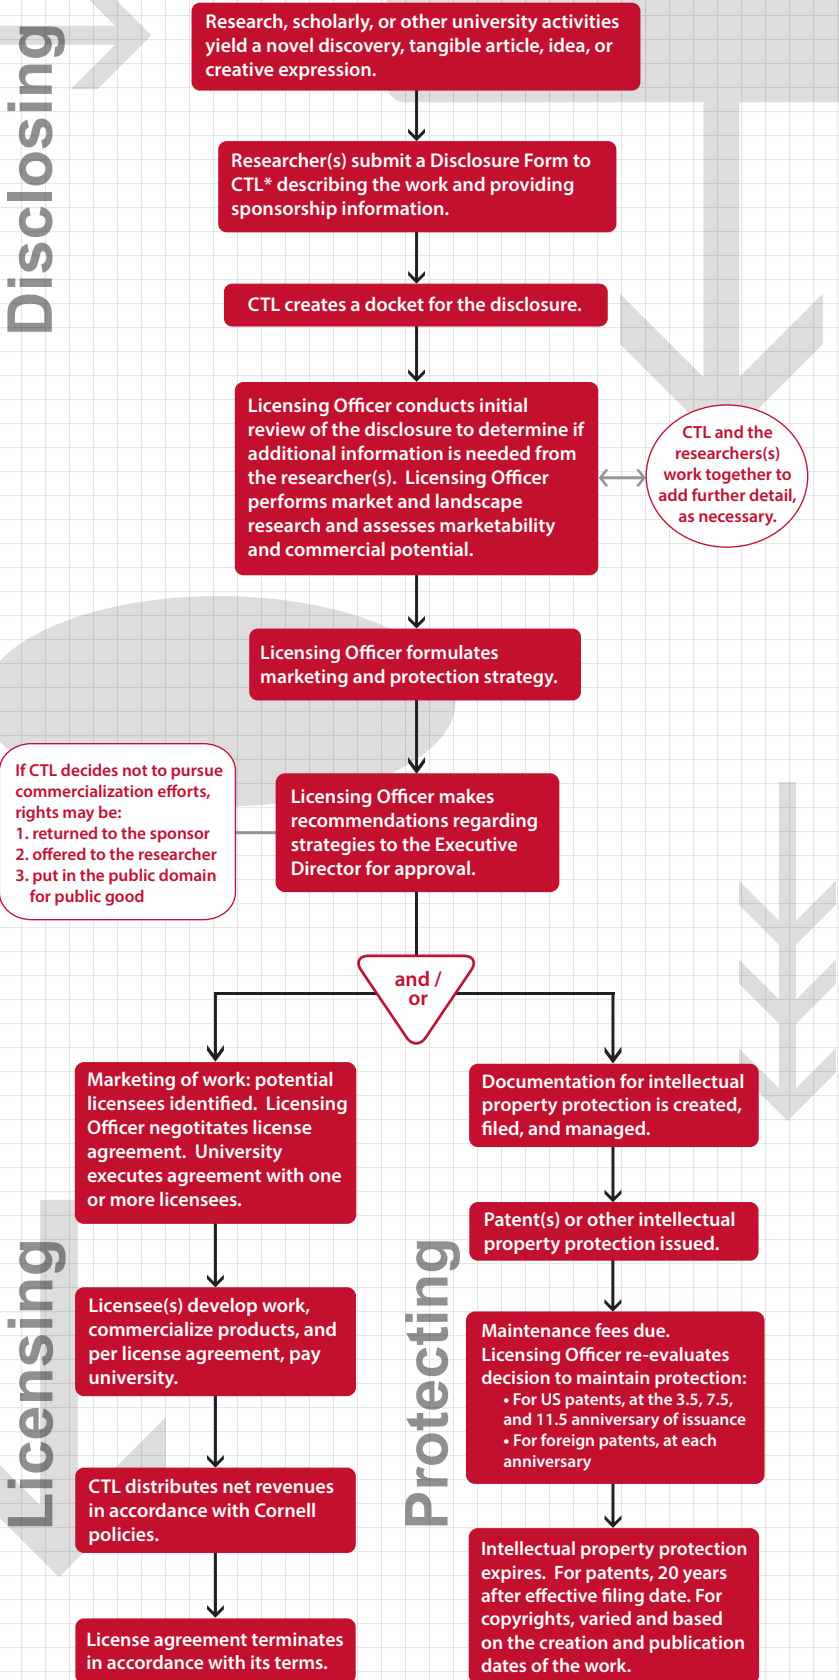 Disclosing
Research, scholarly, or other university activities
yield a novel discovery, tangible article, idea, or
creative expression.
Researcher(s) submit a Disclosure Form to
CTL* describing the work and providing
sponsorship information.
CTL creates a docket for the disclosure.
Licensing Officer conducts initial
review of the disclosure to determine if
additional information is needed from
the researcher(s). Licensing Officer
performs market and landscape
research and assesses marketability
and commercial potential.
CTL and the
researchers(s)
work together to
add further detail,
as necessary.
Licensing Officer formulates
marketing and protection strategy.
If CTL decides not to pursue
commercialization efforts,
rights may be:
1. returned to the sponsor
2. offered to the researcher
3. put in the public domain
for public good
Licensing Officer makes
recommendations regarding
strategies to the Executive
Director for approval.
and /
or
Licensing
Marketing of work: potential
licensees identified. Licensing
Officer negotitates license
agreement. University
executes agreement with one
or more licensees.
Licensee(s) develop work,
commercialize products, and
per license agreement, pay
university.
CTL distributes net revenues
in accordance with Cornell
policies.
License agreement terminates
in accordance with its terms.
Protecting
Documentation for intellectual
property protection is created,
filed, and managed.
Patent(s) or other intellectual
property protection issued.
Maintenance fees due.
Licensing Officer re-evaluates
decision to maintain protection:
• For US patents, at the 3.5, 7.5,
and 11.5 anniversary of issuance
• For foreign patents, at each
anniversary
Intellectual property protection
expires. For patents, 20 years
after effective filing date. For
copyrights, varied and based
on the creation and publication
dates of the work.